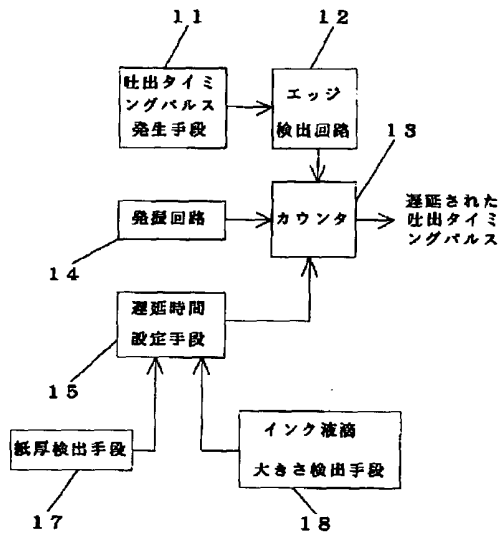 11
12
吐出タイミ
ングパルス
発生手段
エッジ
検出回路
13
発振回路
カウンタ
遅延された
吐出タイミ
ングパルス
14
遅延時間
設定手段
15
紙厚検出手段
インク液滴
大きさ検出手段
17
18